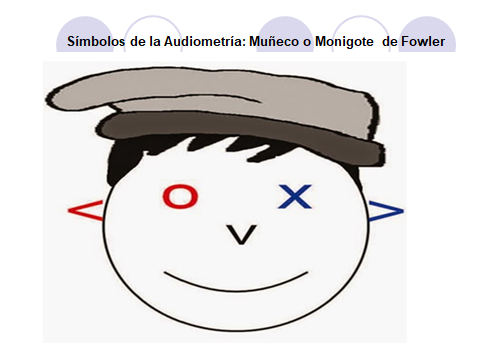 Símbolos de la Audiometría: Muñeco o Monigote de Fowler
< O X >
V